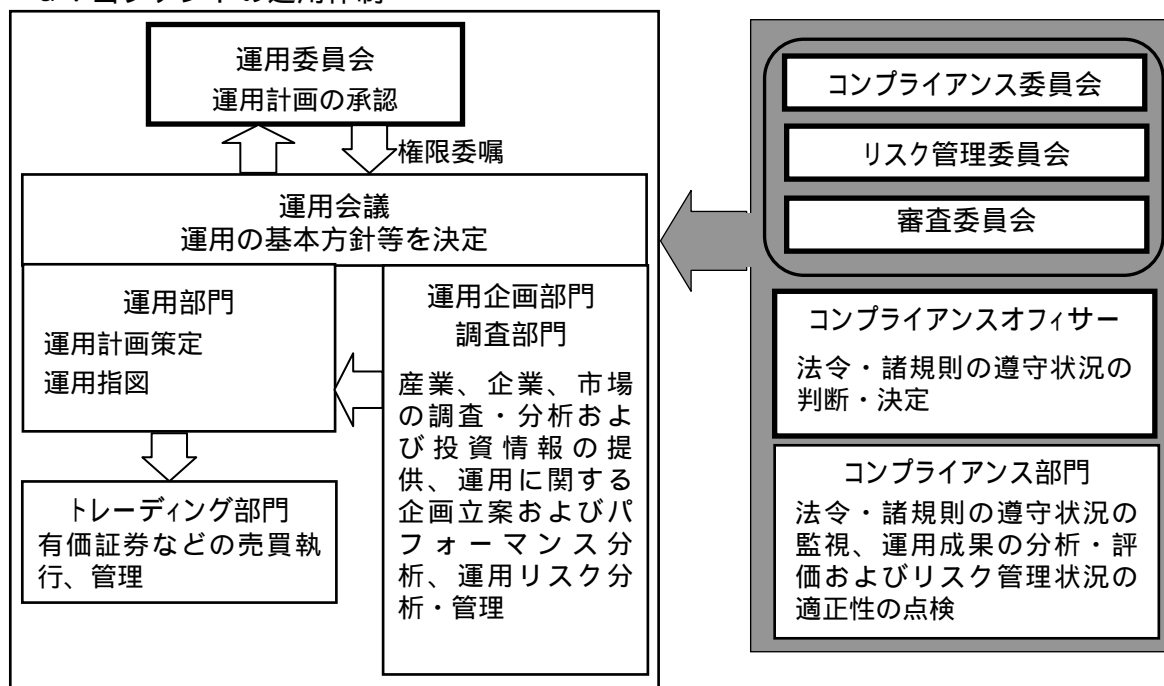 運用委員会
運用計画の承認
権限委嘱
運用会議
運用の基本方針等を決定
運用部門
運用計画策定
運用指図
運用企画部門
調査部門
産業、企業、市場
の調査・分析およ
び投資情報の提
供、運用に関する
企画立案およびパ
フォーマンス分
析、運用リスク分
析・管理
トレーディング部門
有価証券などの売買執
行、管理
コンプライアンス委員会
リスク管理委員会
審査委員会
コンプライアンスオフィサー
法令・諸規則の遵守状況の
判断・決定
コンプライアンス部門
法令・諸規則の遵守状況の
監視、運用成果の分析・評
価およびリスク管理状況の
適正性の点検